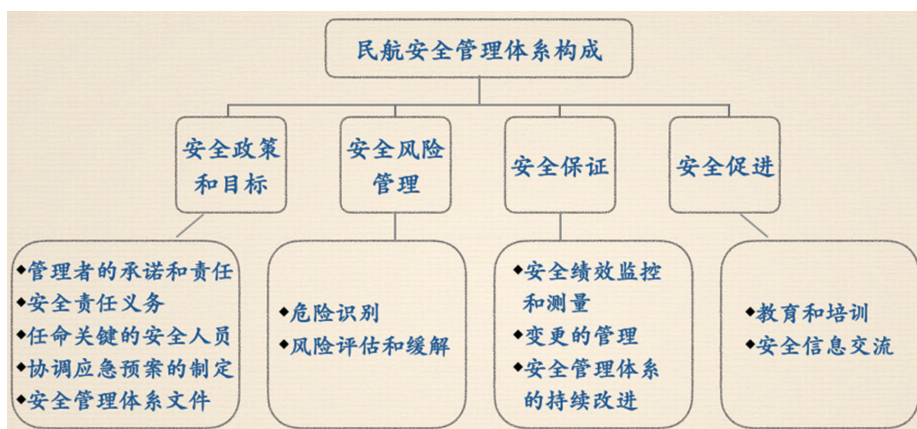 民航安全管理体系构成
安全政策
和目标
安全风险
管理
安全保证
安全促进
◆管理者的承诺和责任
◆安全责任义务
◆任命关键的安全人员
◆协调应急预案的制定
◆安全管理体系文件
◆危险识别
◆风险评估和缓解
◆安全绩效监控
和测量
◆变更的管理
◆安全管理体系
的持续改进
◆教育和培训
◆安全信息交流